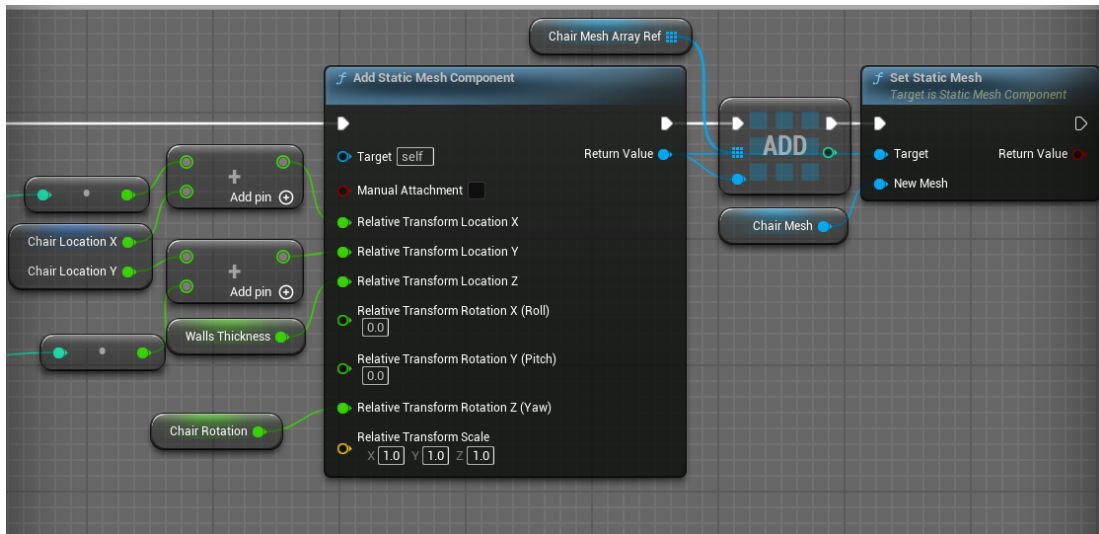 Chair Mesh Array Ref
f Add Static Mesh Component
Target self
Return Value
Manual Attachment
Relative Transform Location X
Relative Transform Location Y
Relative Transform Location Z
Relative Transform Rotation X (Roll)
0.0
Relative Transform Rotation Y (Pitch)
0.0
Relative Transform Rotation Z (Yaw)
Relative Transform Scale
X 1.0 Y 1.0 Z 1.0
+
Add pin +
Chair Location X
Chair Location Y
+
Add pin +
Walls Thickness
Chair Rotation
ADD
Chair Mesh
f Set Static Mesh
Target is Static Mesh Component
Target
Return Value
New Mesh